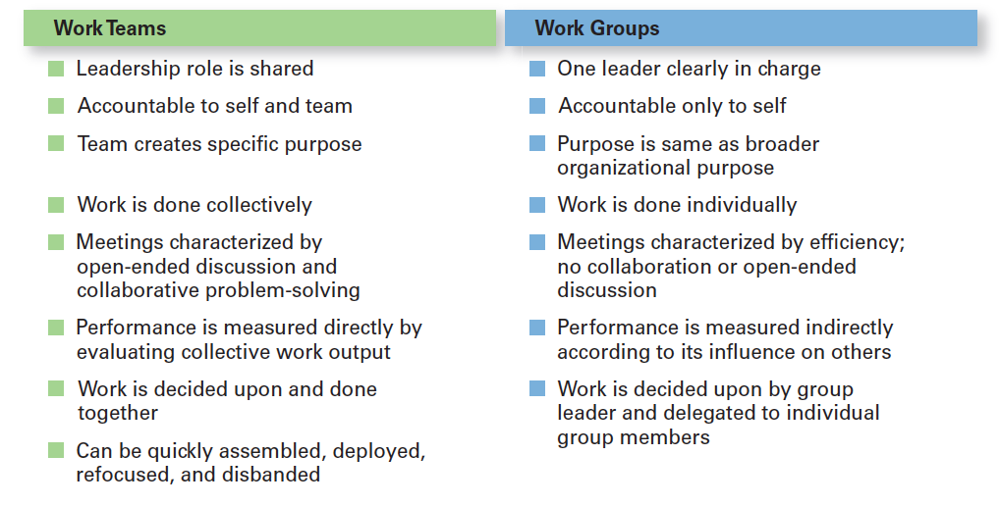 Work Teams
Leadership role is shared
Accountable to self and team
Team creates specific purpose
Work is done collectively
Meetings characterized by
open-ended discussion and
collaborative problem-solving
Performance is measured directly by
evaluating collective work output
Work is decided upon and done
together
Can be quickly assembled, deployed,
refocused, and disbanded
Work Groups
One leader clearly in charge
Accountable only to self
Purpose is same as broader
organizational purpose
Work is done individually
Meetings characterized by efficiency;
no collaboration or open-ended
discussion
Performance is measured indirectly
according to its influence on others
Work is decided upon by group
leader and delegated to individual
group members